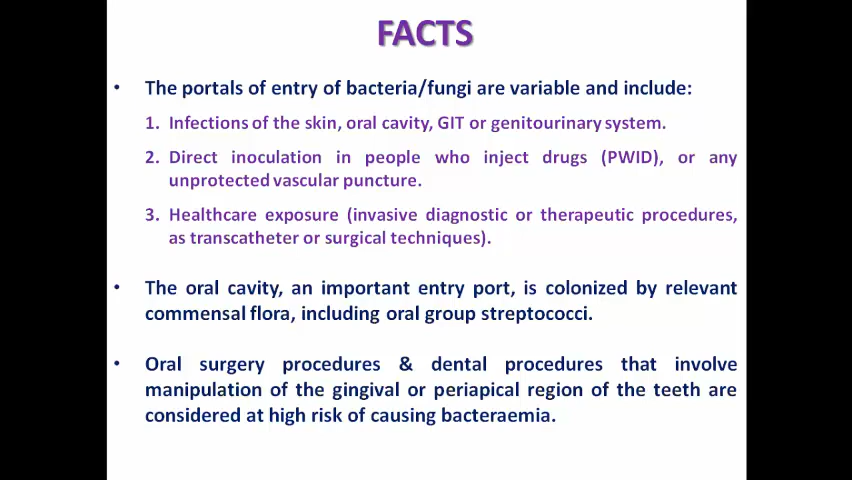 FACTS
• The portals of entry of bacteria/fungi are variable and include:
1. Infections of the skin, oral cavity, GIT or genitourinary system.
2. Direct inoculation in people who inject drugs (PWID), or any
unprotected vascular puncture.
3. Healthcare exposure (invasive diagnostic or therapeutic procedures,
as transcatheter or surgical techniques).
• The oral cavity, an important entry port, is colonized by relevant
commensal flora, including oral group streptococci.
• Oral surgery procedures & dental procedures that involve
manipulation of the gingival or periapical region of the teeth are
considered at high risk of causing bacteraemia.